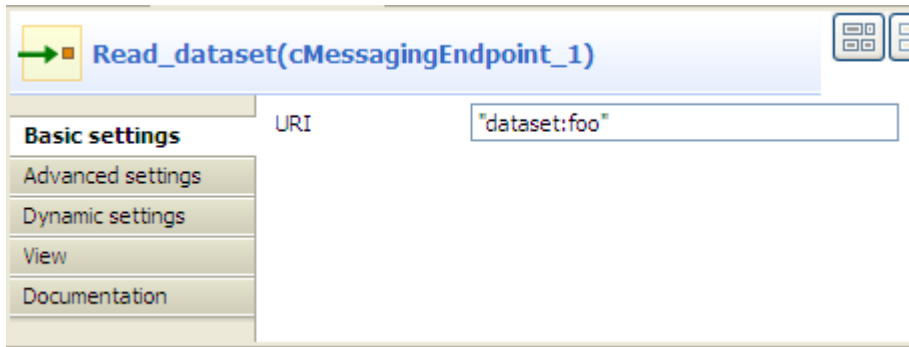 Read_dataset(cMessagingEndpoint_1)
Basic settings
URI
"dataset:foo"
Advanced settings
Dynamic settings
View
Documentation